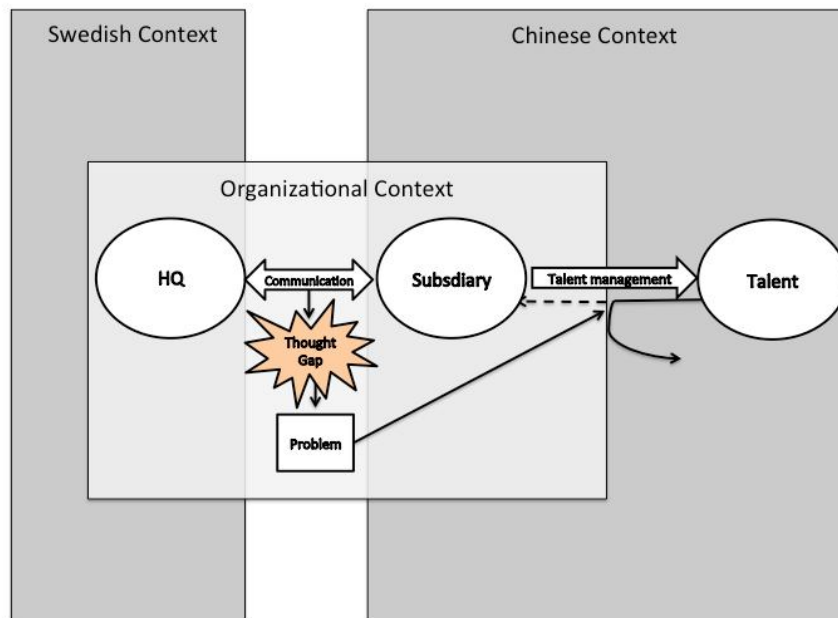 Swedish Context
Chinese Context
Organizational Context
HQ
Communication
Subsdiary
Talent management
Talent
Thought
Gap
Problem